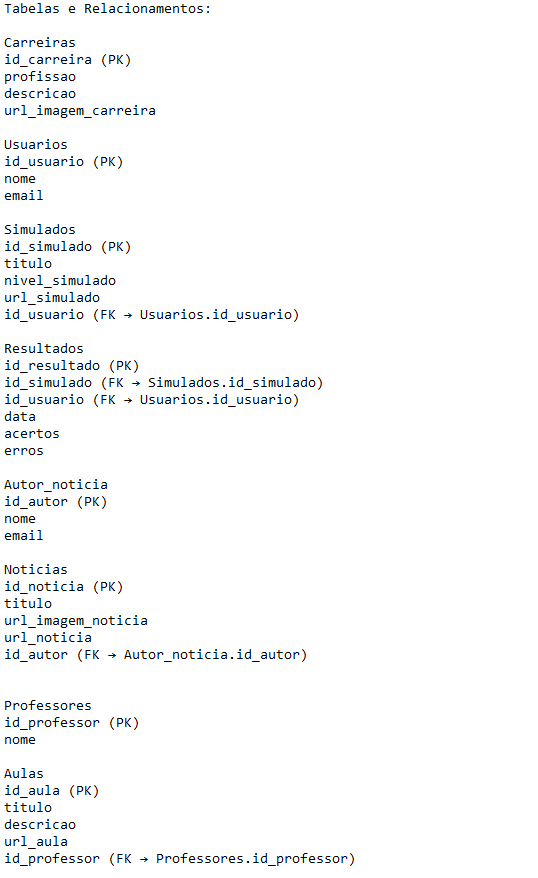 Tabelas e Relacionamentos:
Carreiras
id_carreira (PK)
profissao
descricao
url_imagem_carreira
Usuarios
id_usuario (PK)
nome
email
Simulados
id_simulado (PK)
titulo
nivel_simulado
url_simulado
id_usuario (FK → Usuarios.id_usuario)
Resultados
id_resultado (PK)
id_simulado (FK → Simulados.id_simulado)
id_usuario (FK → Usuarios.id_usuario)
data
acertos
erros
Autor_noticia
id_autor (PK)
nome
email
Noticias
id_noticia (PK)
titulo
url_imagem_noticia
url_noticia
id_autor (FK → Autor_noticia.id_autor)
Professores
id_professor (PK)
nome
Aulas
id_aula (PK)
titulo
descricao
url_aula
id_professor (FK → Professores.id_professor)